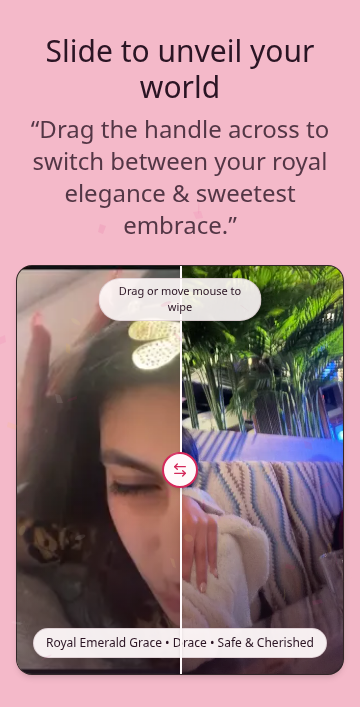 Slide to unveil your
world
“Drag the handle across to
switch between your royal
elegance & sweetest
embrace.”
Drag or move mouse to
wipe
Royal Emerald Grace • Drace • Safe & Cherished